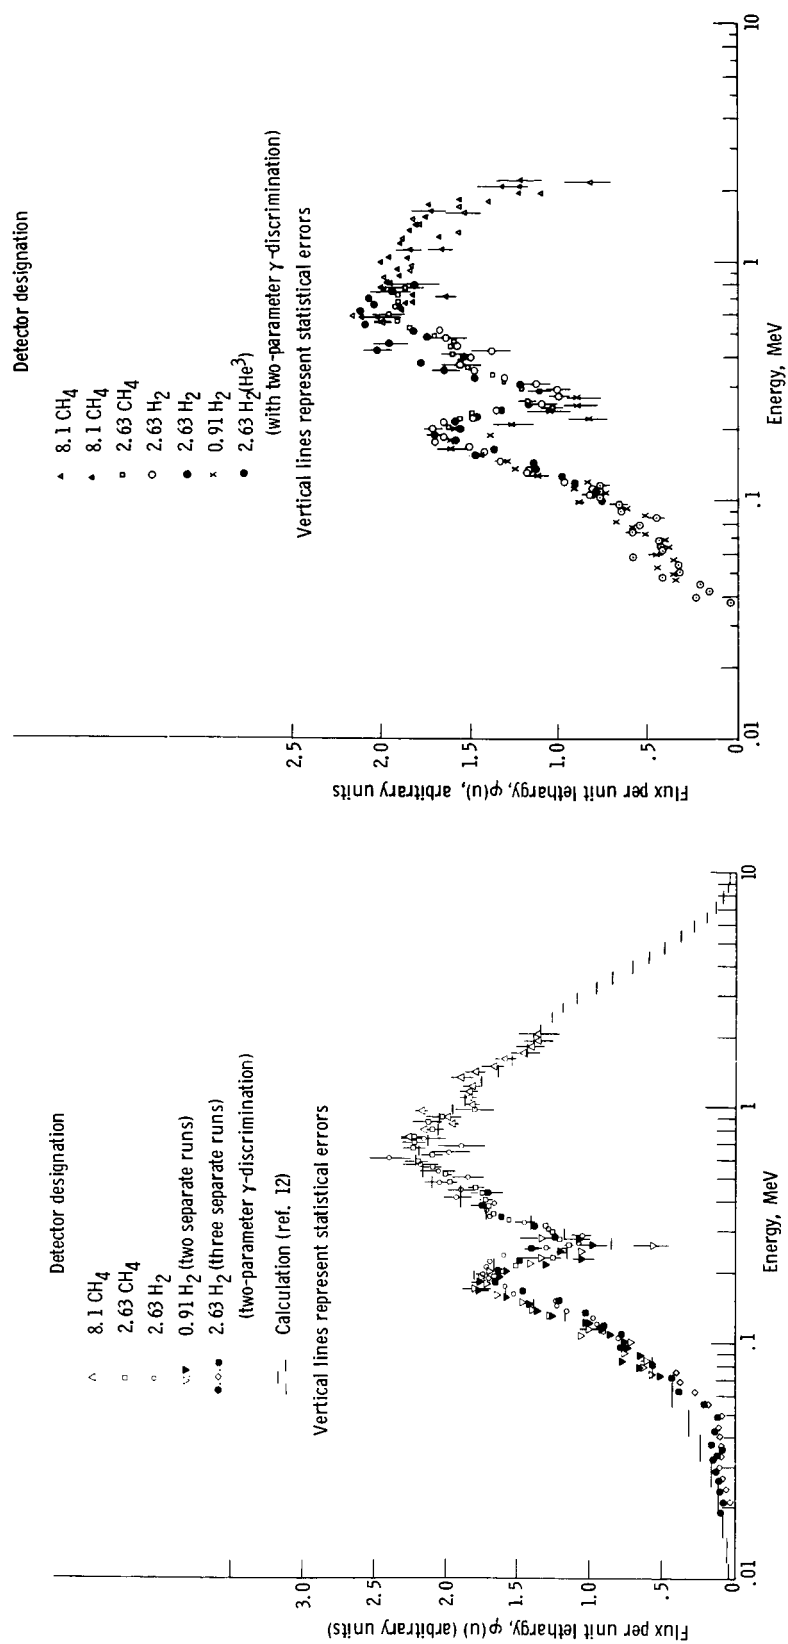 Detector designation
8.1 CH4
2.63 CH4
2.63 H2
0.91 H2 (two separate runs)
2.63 H2 (three separate runs)
(two-parameter γ-discrimination)
Calculation (ref. 12)
Vertical lines represent statistical errors
Flux per unit lethargy, φ(u) (arbitrary units)
3.0
2.5
2.0
1.5
1.0
.5
0
.01
.1
1
10
Energy, MeV
Detector designation
8.1 CH4
8.1 CH4
2.63 CH4
2.63 H2
2.63 H2
0.91 H2
2.63 H2(He3)
(with two-parameter γ-discrimination)
Vertical lines represent statistical errors
Flux per unit lethargy, φ(u), arbitrary units
2.5
2.0
1.5
1.0
.5
0
.01
.1
1
10
Energy, MeV